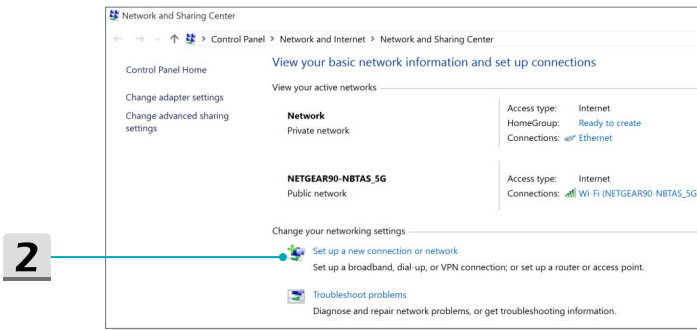 Network and Sharing Center
Control Panel > Network and Internet > Network and Sharing Center
Control Panel Home
Change adapter settings
Change advanced sharing
settings
View your basic network information and set up connections
View your active networks
Network
Private network
Access type: Internet
HomeGroup: Ready to create
Connections: Ethernet
NETGEAR90-NBTAS_5G
Public network
Access type: Internet
Connections: Wi-Fi (NETGEAR90-NBTAS_5G
Change your networking settings
2
Set up a new connection or network
Set up a broadband, dial-up, or VPN connection; or set up a router or access point.
Troubleshoot problems
Diagnose and repair network problems, or get troubleshooting information.